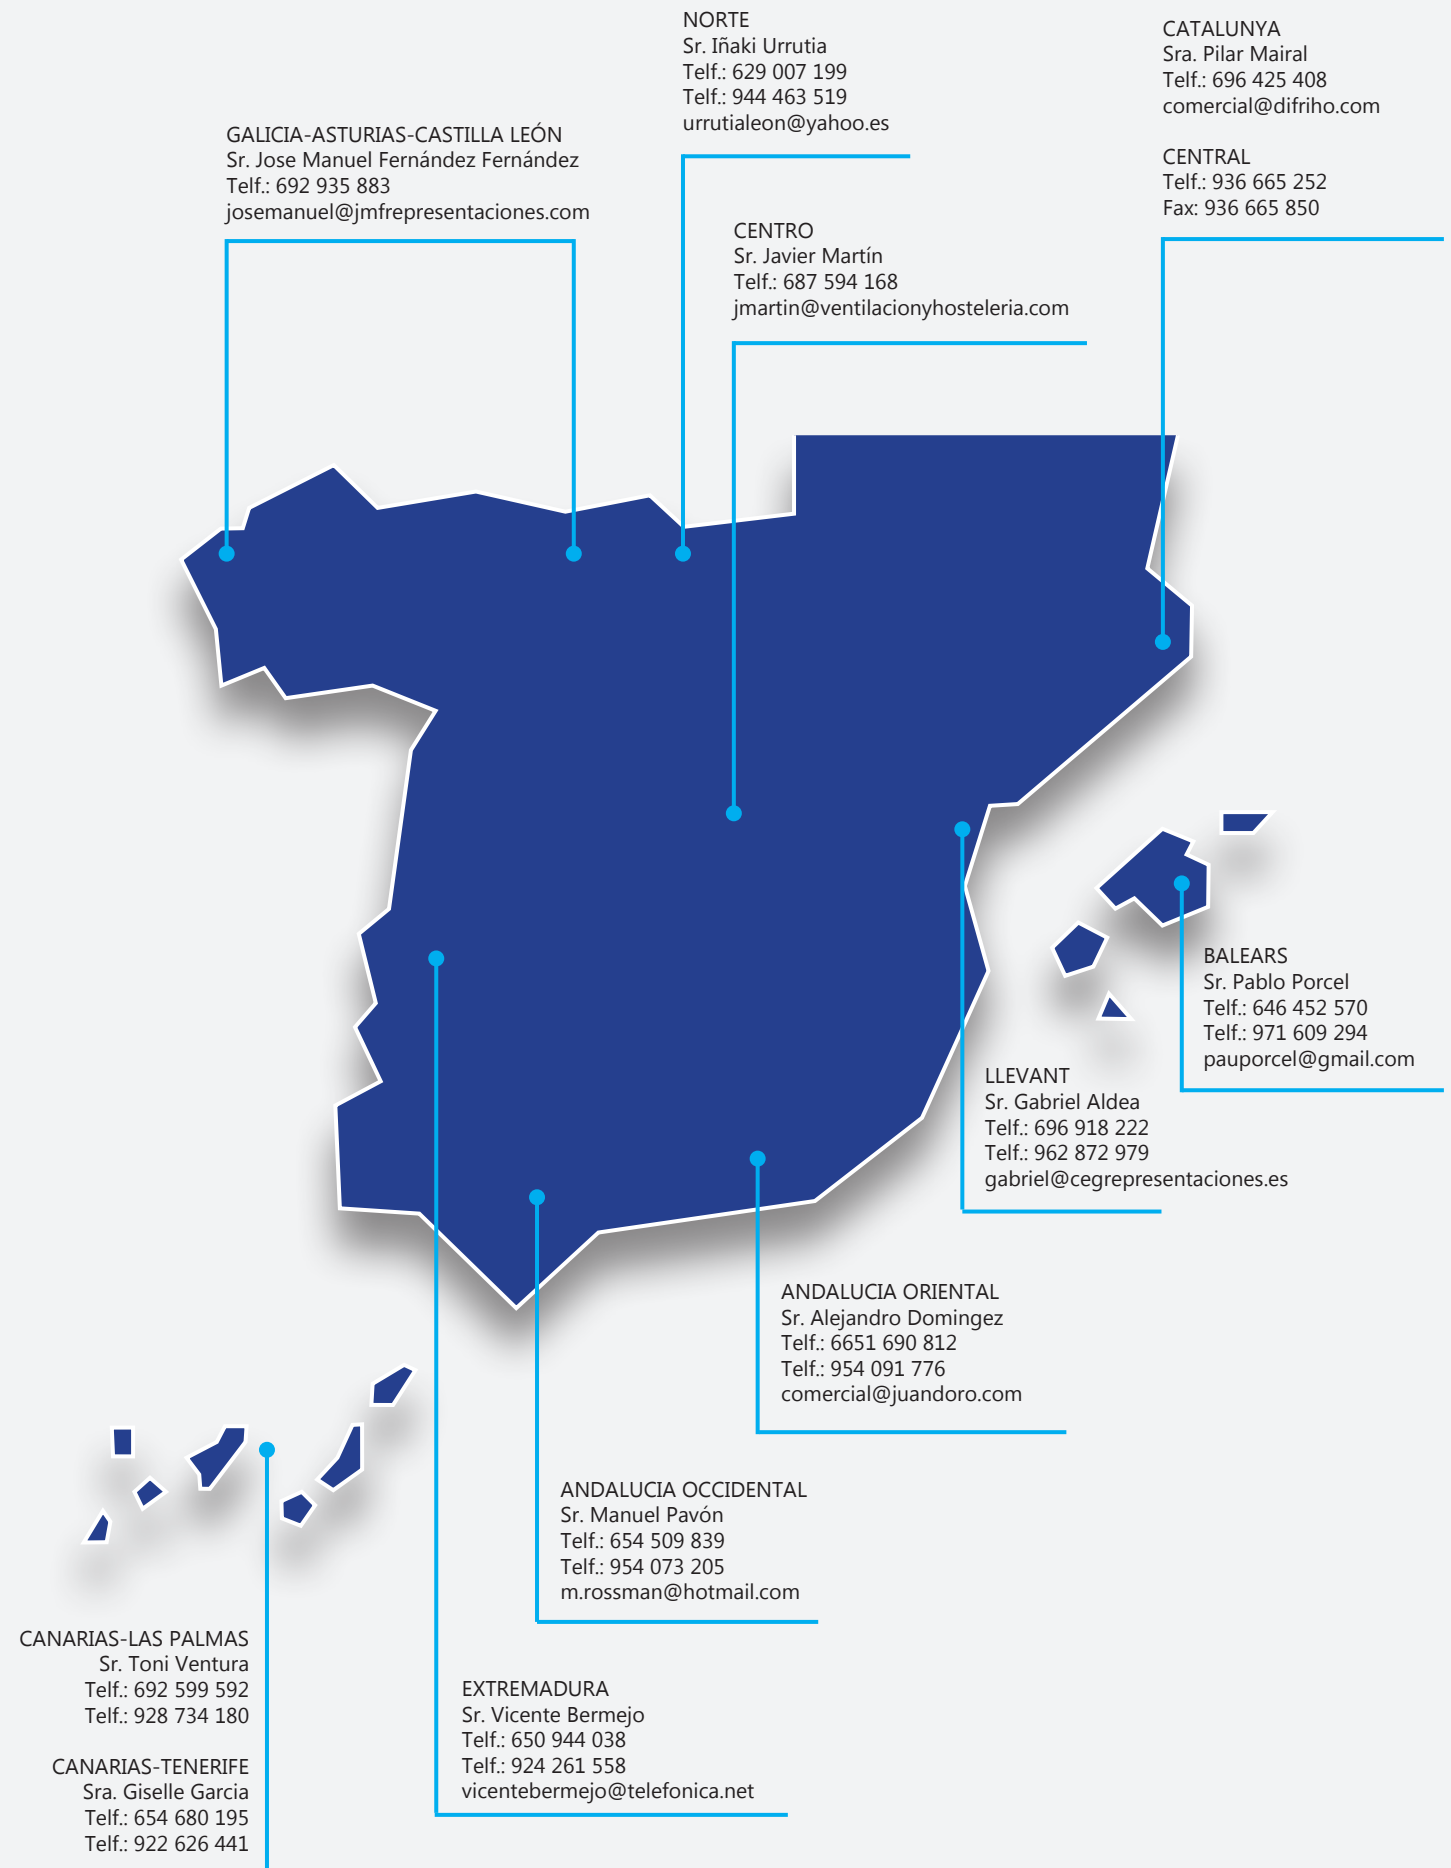 NORTE
Sr. Iñaki Urrutia
Telf.: 629 007 199
Telf.: 944 463 519
urrutialeon@yahoo.es
CATALUNYA
Sra. Pilar Mairal
Telf.: 696 425 408
comercial@difriho.com
CENTRAL
Telf.: 936 665 252
Fax: 936 665 850
GALICIA-ASTURIAS-CASTILLA LEÓN
Sr. Jose Manuel Fernández Fernández
Telf.: 692 935 883
josemanuel@jmfrepresentaciones.com
CENTRO
Sr. Javier Martín
Telf.: 687 594 168
jmartin@ventilacionyhosteleria.com
BALEARS
Sr. Pablo Porcel
Telf.: 646 452 570
Telf.: 971 609 294
pauporcel@gmail.com
LLEVANT
Sr. Gabriel Aldea
Telf.: 696 918 222
Telf.: 962 872 979
gabriel@cegrepresentaciones.es
ANDALUCIA ORIENTAL
Sr. Alejandro Domingez
Telf.: 6651 690 812
Telf.: 954 091 776
comercial@juandoro.com
ANDALUCIA OCCIDENTAL
Sr. Manuel Pavón
Telf.: 654 509 839
Telf.: 954 073 205
m.rossman@hotmail.com
CANARIAS-LAS PALMAS
Sr. Toni Ventura
Telf.: 692 599 592
Telf.: 928 734 180
CANARIAS-TENERIFE
Sra. Giselle Garcia
Telf.: 654 680 195
Telf.: 922 626 441
EXTREMADURA
Sr. Vicente Bermejo
Telf.: 650 944 038
Telf.: 924 261 558
vicentebermejo@telefonica.net